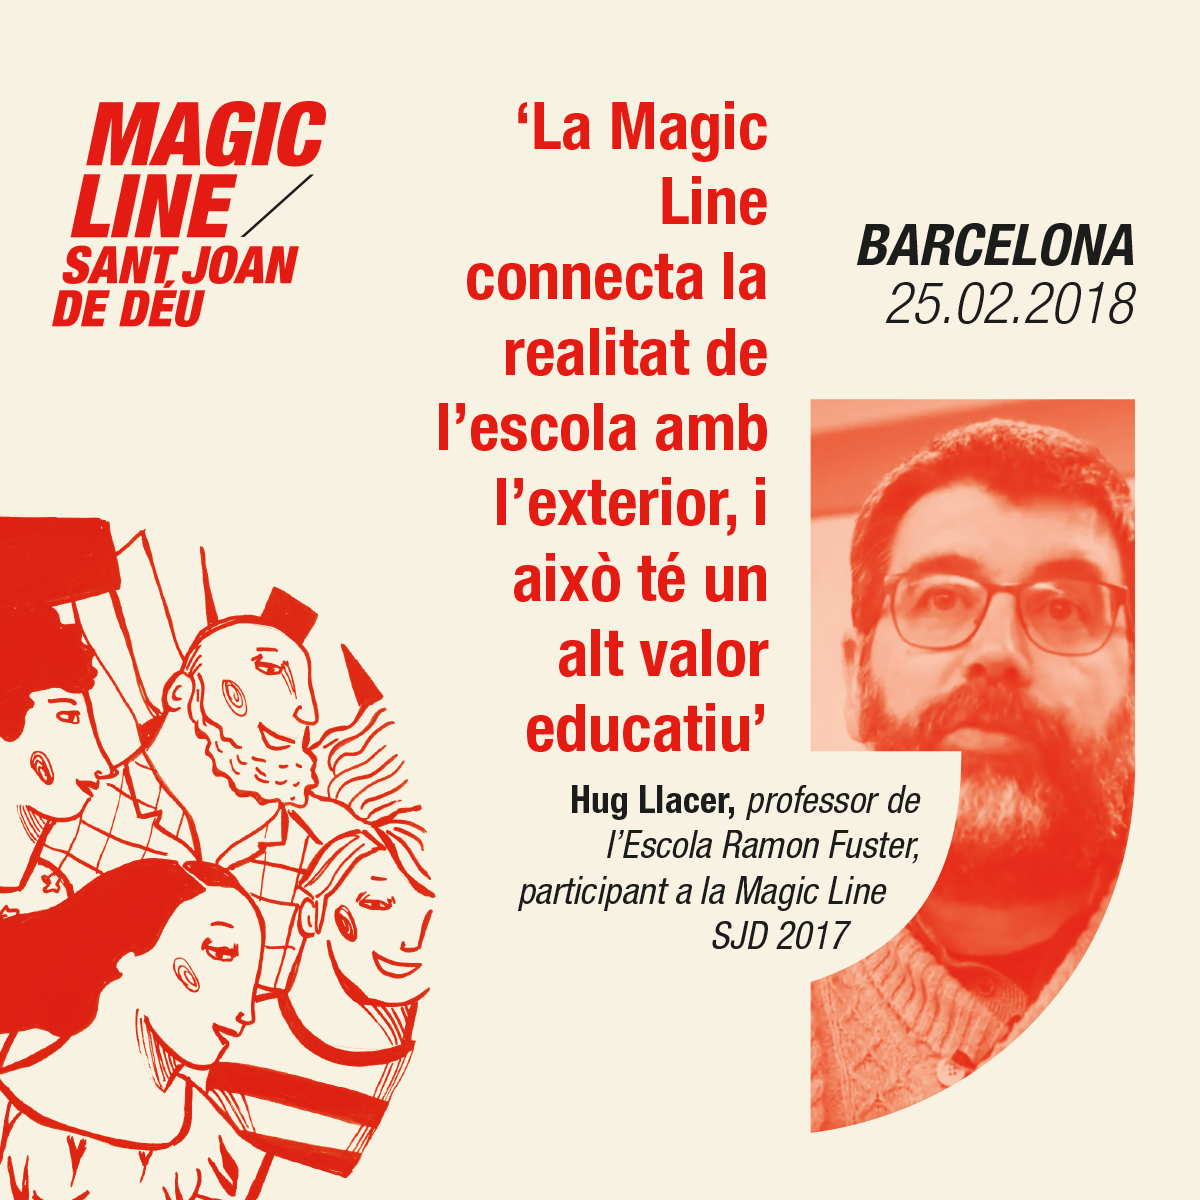 MAGIC
LINE
SANT JOAN
DE DÉU
‘La Magic
Line
connecta la
realitat de
l’escola amb
l’exterior, i
això té un
alt valor
educatiu’
Hug Llacer, professor de
l’Escola Ramon Fuster,
participant a la Magic Line
SJD 2017
BARCELONA
25.02.2018